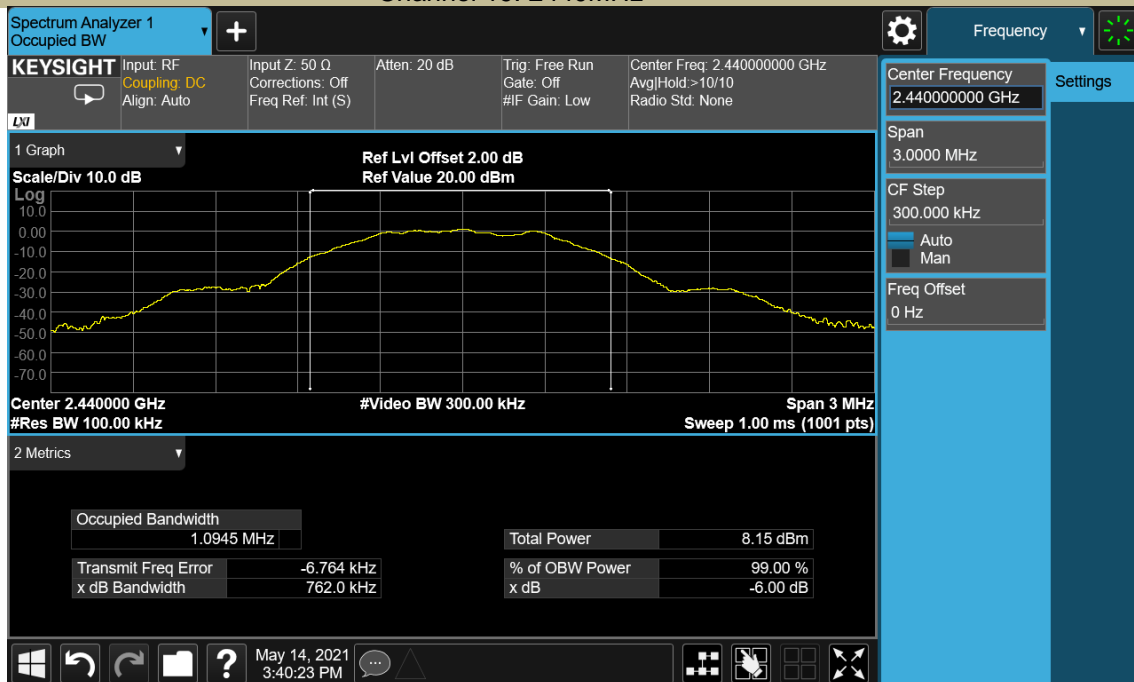 Spectrum Analyzer 1
Occupied BW
Frequency
KEYSIGHT
LXI
Input: RF
Coupling: DC
Align: Auto
Input Z: 50 Ω
Corrections: Off
Freq Ref: Int (S)
Atten: 20 dB
Trig: Free Run
Gate: Off
#IF Gain: Low
Center Freq: 2.440000000 GHz
Avg|Hold:>10/10
Radio Std: None
Center Frequency
2.440000000 GHz
Settings
Span
3.0000 MHz
CF Step
300.000 kHz
Auto
Man
Freq Offset
0 Hz
1 Graph
Scale/Div 10.0 dB
Ref Lvl Offset 2.00 dB
Ref Value 20.00 dBm
Log
10.0
0.00
-10.0
-20.0
-30.0
-40.0
-50.0
-60.0
-70.0
Center 2.440000 GHz
#Video BW 300.00 kHz
Span 3 MHz
#Res BW 100.00 kHz
Sweep 1.00 ms (1001 pts)
2 Metrics
Occupied Bandwidth
1.0945 MHz
Total Power 8.15 dBm
Transmit Freq Error -6.764 kHz
% of OBW Power 99.00 %
x dB Bandwidth 762.0 kHz
x dB -6.00 dB
May 14, 2021
3:40:23 PM